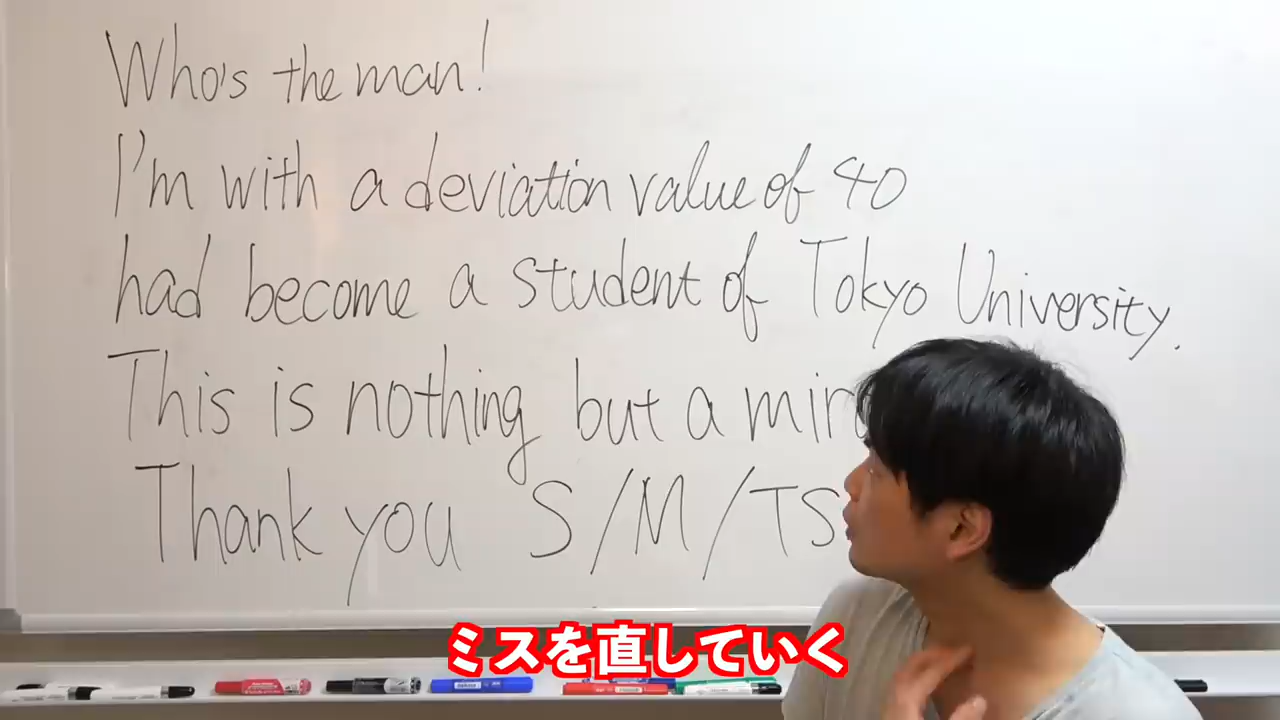 Who's the man!
I'm with a deviation value of 40
had become a student of Tokyo University.
This is nothing but a
Thank you S/M/TS
ミスを直していく